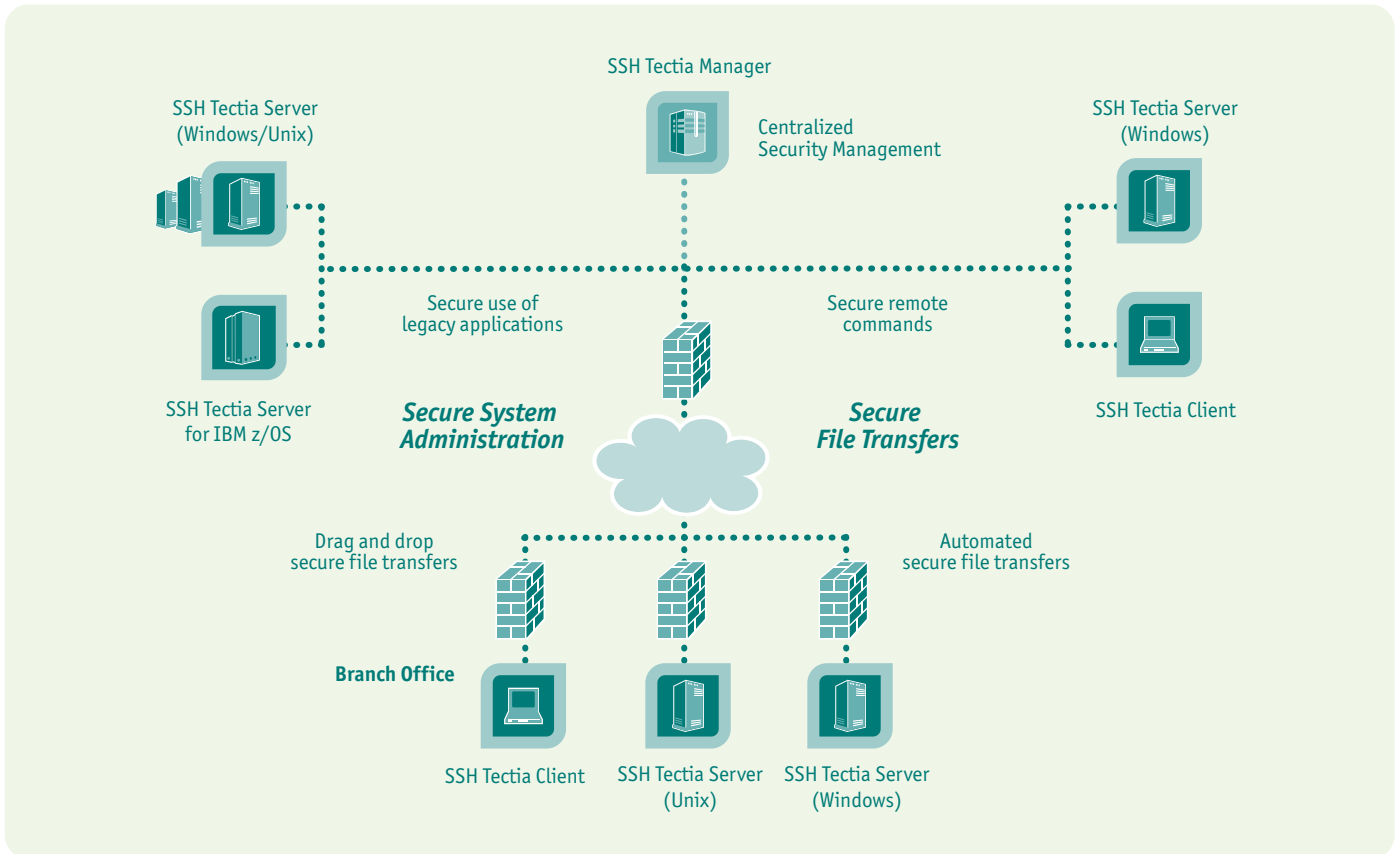 SSH Tectia Manager
SSH Tectia Server
(Windows/Unix)
Centralized
Security Management
SSH Tectia Server
(Windows)
Secure use of
legacy applications
Secure remote
commands
SSH Tectia Server
for IBM z/OS
Secure System
Administration
Secure
File Transfers
SSH Tectia Client
Drag and drop
secure file transfers
Automated
secure file transfers
Branch Office
SSH Tectia Client
SSH Tectia Server
(Unix)
SSH Tectia Server
(Windows)